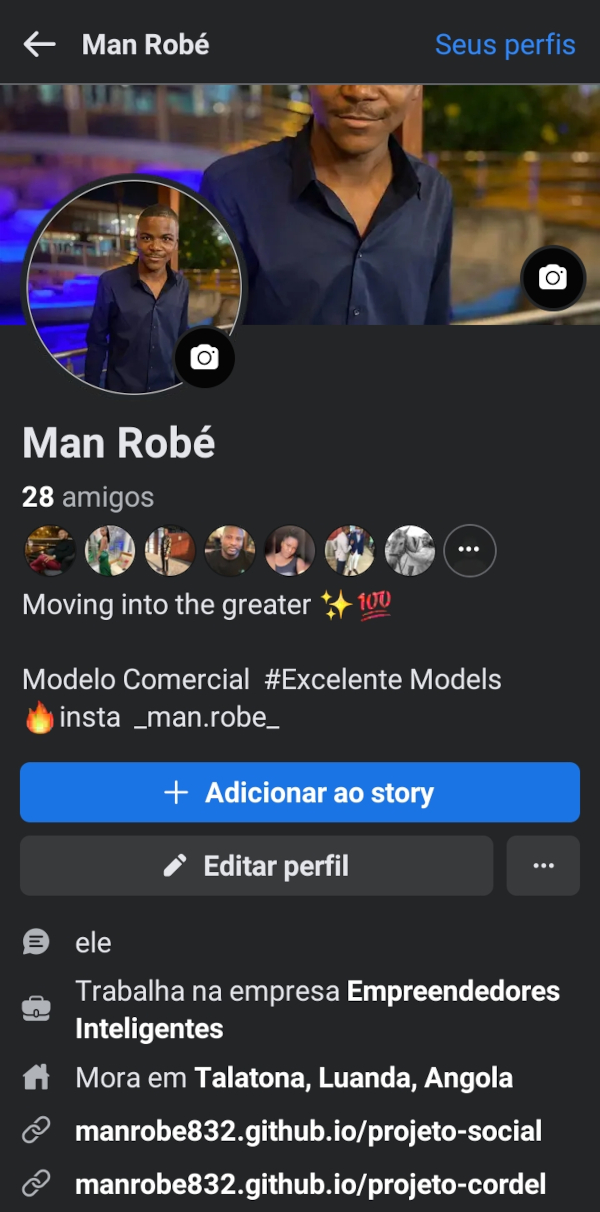 Man Robé Seus perfis
Man Robé
28 amigos
Moving into the greater ✨💯
Modelo Comercial #Excelente Models
🔥insta _man.robe_
+ Adicionar ao story
Editar perfil
ele
Trabalha na empresa Empreendedores
Inteligentes
Mora em Talatona, Luanda, Angola
manrobe832.github.io/projeto-social
manrobe832.github.io/projeto-cordel